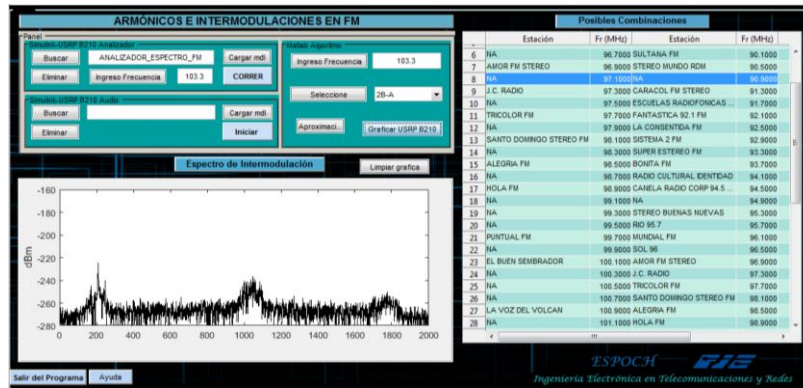 ARMÓNICOS E INTERMODULACIONES EN FM
Panel
Simulink-USRP B210 Analizador
Buscar ANALIZADOR_ESPECTRO_FM Cargar mdl
Eliminar Ingreso Frecuencia 103.3 CORRER
Simulink-USRP B210 Audio
Buscar Cargar mdl
Eliminar Iniciar
Matlab Algoritmo
Ingreso Frecuencia 103.3
Seleccione 2B-A
Aproximaci... Graficar USRP B210
Espectro de Intermodulación Limpiar grafica
dBm
-160
-180
-200
-220
-240
-260
-280
0 200 400 600 800 1000 1200 1400 1600 1800 2000
Posibles Combinaciones
Estación Fr (MHz) Estación Fr (MHz)
6 NA 96.7000 SULTANA FM 90.1000
7 AMOR FM STEREO 96.9000 STEREO MUNDO RDM 90.5000
8 NA 97.1000 NA 90.9000
9 J.C. RADIO 97.3000 CARACOL FM STEREO 91.3000
10 NA 97.5000 ESCUELAS RADIOFONICAS ... 91.7000
11 TRICOLOR FM 97.7000 FANTASTICA 92.1 FM 92.1000
12 NA 97.9000 LA CONSENTIDA FM 92.5000
13 SANTO DOMINGO STEREO FM 98.1000 SISTEMA 2 FM 92.9000
14 NA 98.3000 SUPER ESTEREO FM 93.3000
15 ALEGRIA FM 98.5000 BONITA FM 93.7000
16 NA 98.7000 RADIO CULTURAL IDENTIDAD 94.1000
17 HOLA FM 98.9000 CANELA RADIO CORP 94.5 ... 94.5000
18 NA 99.1000 NA 94.9000
19 NA 99.3000 STEREO BUENAS NUEVAS 95.3000
20 NA 99.5000 RIO 95.7 95.7000
21 PUNTUAL FM 99.7000 MUNDIAL FM 96.1000
22 NA 99.9000 SOL 96 96.5000
23 EL BUEN SEMBRADOR 100.1000 AMOR FM STEREO 96.9000
24 NA 100.3000 J.C. RADIO 97.3000
25 NA 100.5000 TRICOLOR FM 97.7000
26 NA 100.7000 SANTO DOMINGO STEREO FM 98.1000
27 LA VOZ DEL VOLCAN 100.9000 ALEGRIA FM 98.5000
28 NA 101.1000 HOLA FM 98.9000
ESPOCH FIE
Ingeniería Electrónica en Telecomunicaciones y Redes
Salir del Programa Ayuda